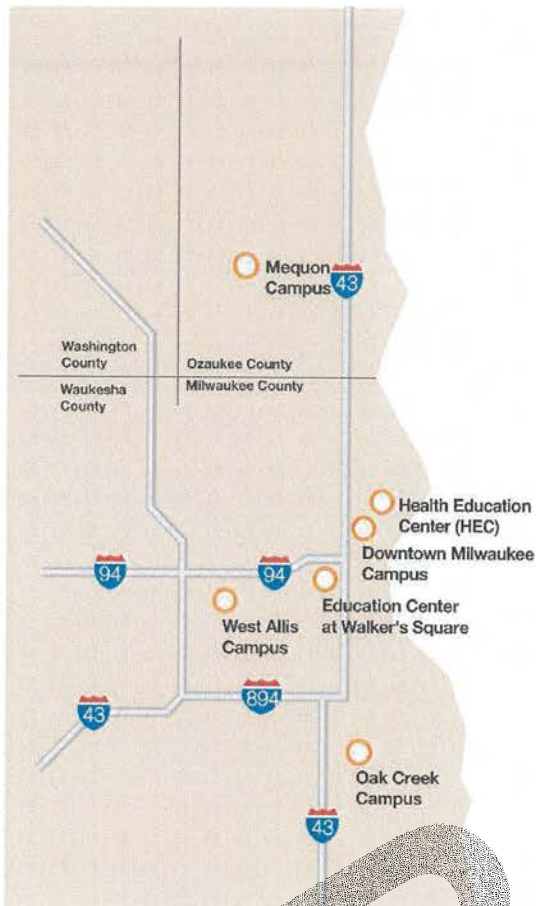 Mequon
Campus
43
Washington
County
Ozaukee County
Waukesha
County
Milwaukee County
Health Education
Center (HEC)
Downtown Milwaukee
Campus
94
94
Education Center
at Walker's Square
West Allis
Campus
894
43
Oak Creek
Campus
43